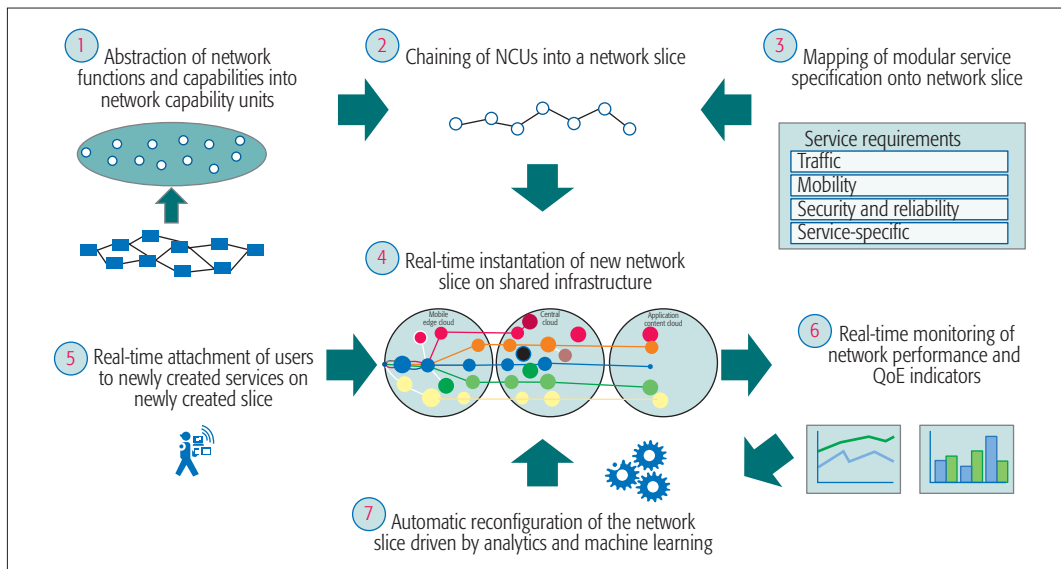 1
Abstraction of network
functions and capabilities into
network capability units
2
Chaining of NCUs into a network slice
3
Mapping of modular service
specification onto network slice
Service requirements
Traffic
Mobility
Security and reliability
Service-specific
4
Real-time instantation of new network
slice on shared infrastructure
Mobile
edge cloud
Central
cloud
Application
content cloud
5
Real-time attachment of users
to newly created services on
newly created slice
6
Real-time monitoring of
network performance and
QoE indicators
7
Automatic reconfiguration of the network
slice driven by analytics and machine learning